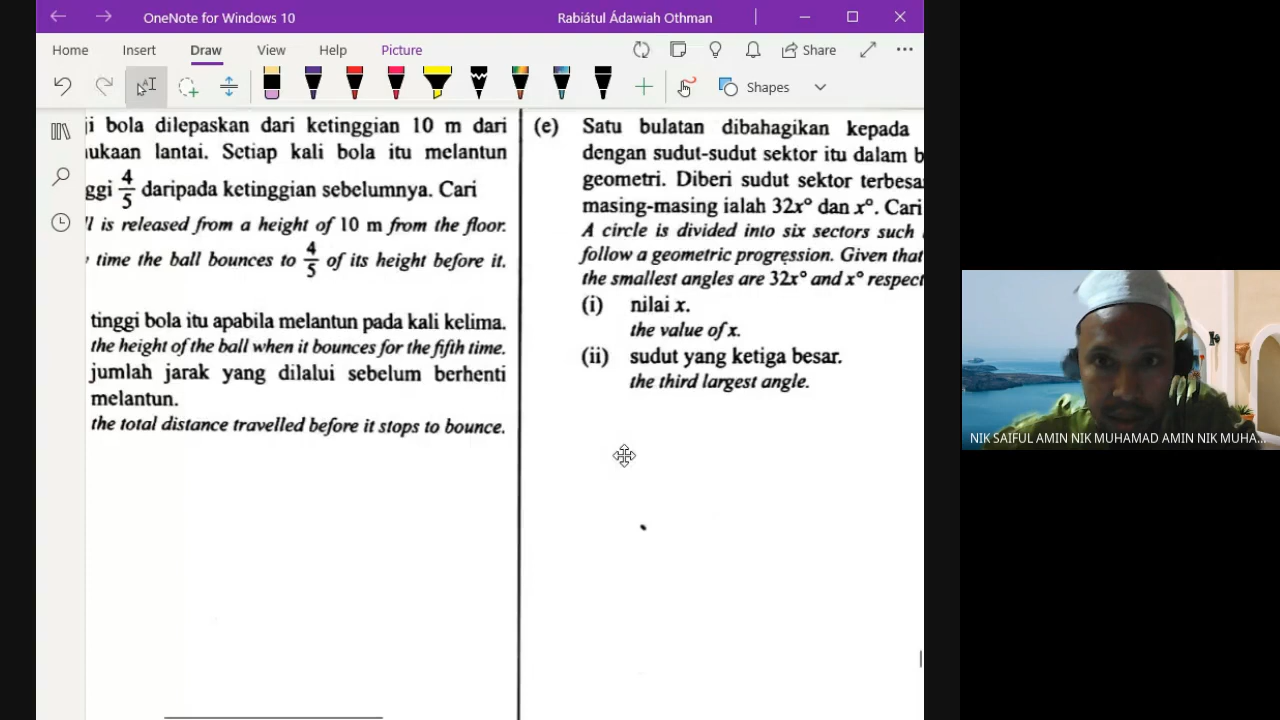 OneNote for Windows 10
Rabiátul Ádawiah Othman
Home Insert Draw View Help Picture
Share
Shapes
bola dilepaskan dari ketinggian 10 m dari
lantai. Setiap kali bola itu melantun
4/5 daripada ketinggian sebelumnya. Cari
is released from a height of 10 m from the floor.
time the ball bounces to 4/5 of its height before it.
tinggi bola itu apabila melantun pada kali kelima.
the height of the ball when it bounces for the fifth time.
jumlah jarak yang dilalui sebelum berhenti
melantun.
the total distance travelled before it stops to bounce.
(e) Satu bulatan dibahagikan kepada
dengan sudut-sudut sektor itu dalam b
geometri. Diberi sudut sektor terbesa
masing-masing ialah 32x° dan x°. Cari
A circle is divided into six sectors such
follow a geometric progression. Given that
the smallest angles are 32x° and x° respect
(i) nilai x.
the value of x.
(ii) sudut yang ketiga besar.
the third largest angle.
NIK SAIFUL AMIN NIK MUHAMAD AMIN NIK MUHA...